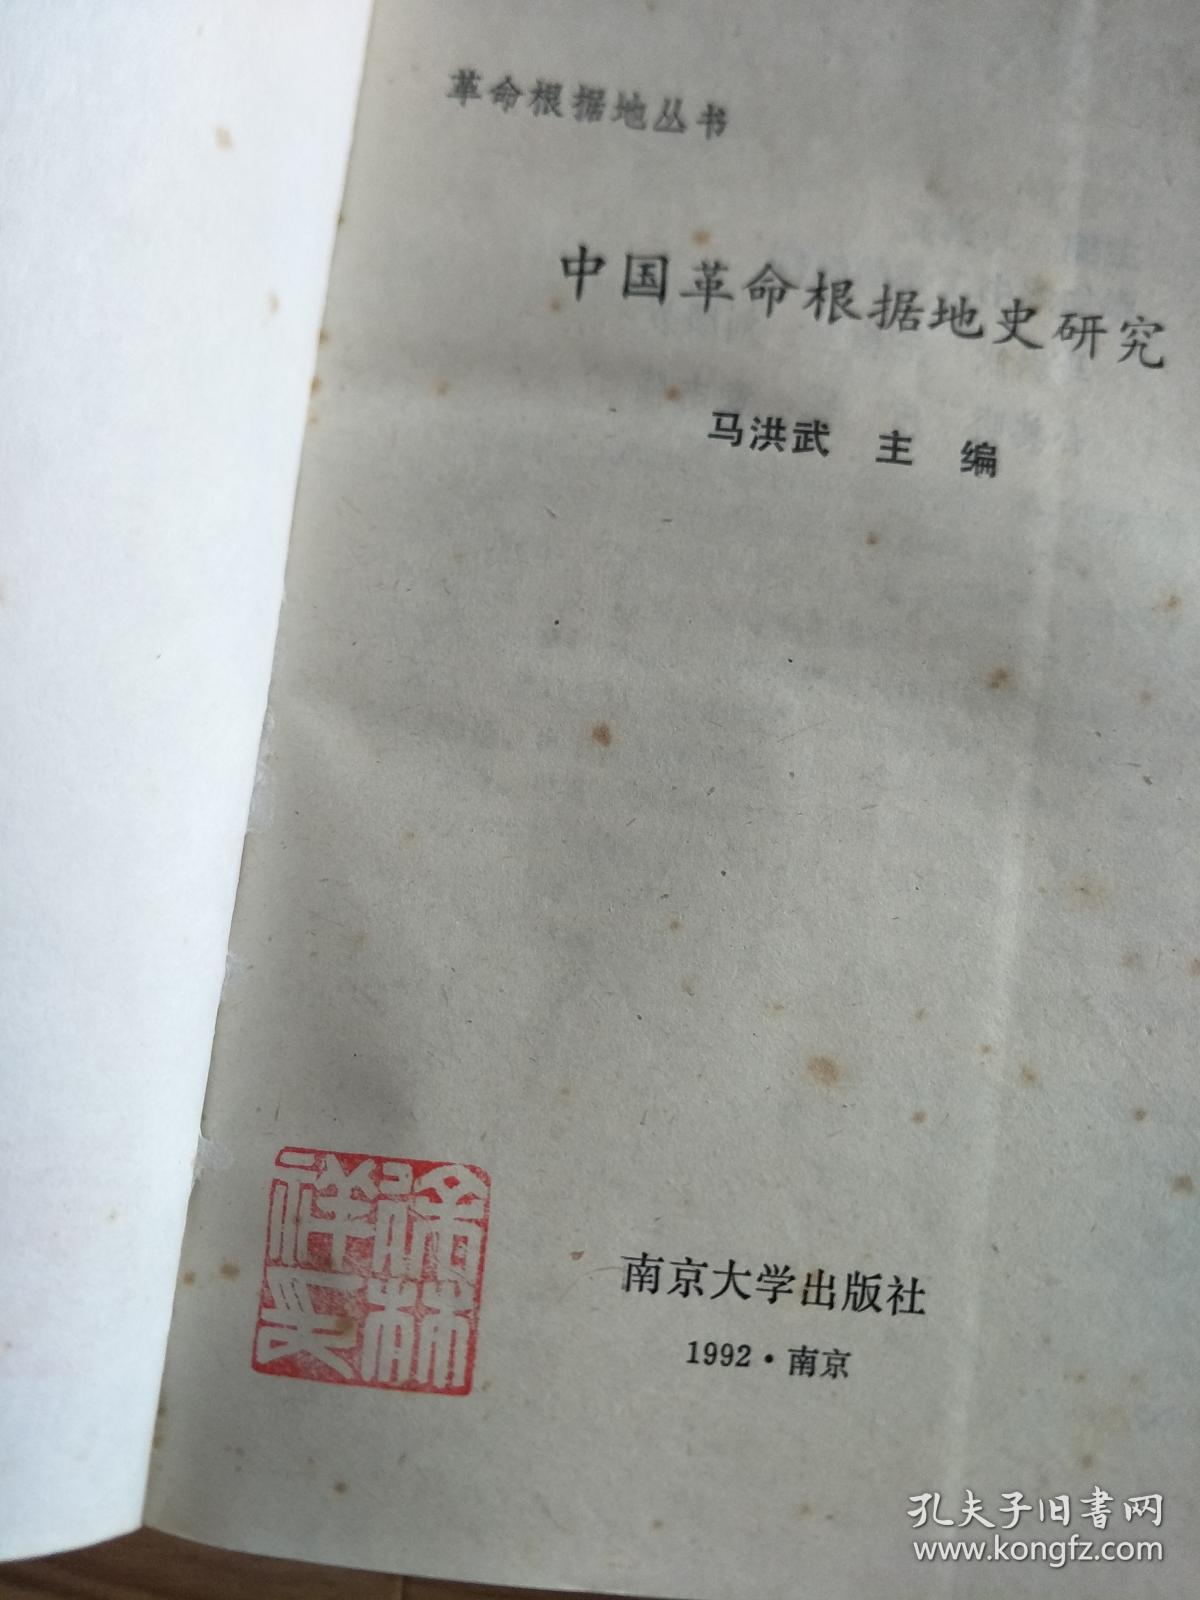 革命根据地丛书
中国革命根据地史研究
马洪武 主 编
南京大学出版社
1992·南京
孔夫子旧书网
www.kongfz.com